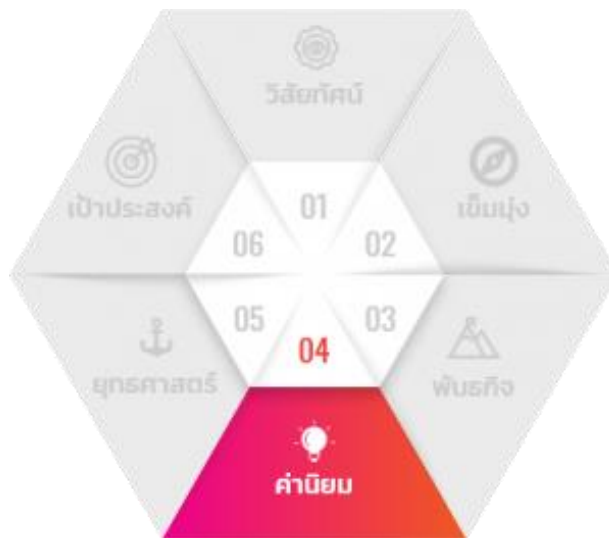 วิสัยทัศน์
01
เข็มมุ่ง
02
พันธกิจ
03
04
ค่านิยม
05
ยุทธศาสตร์
06
เป้าประสงค์